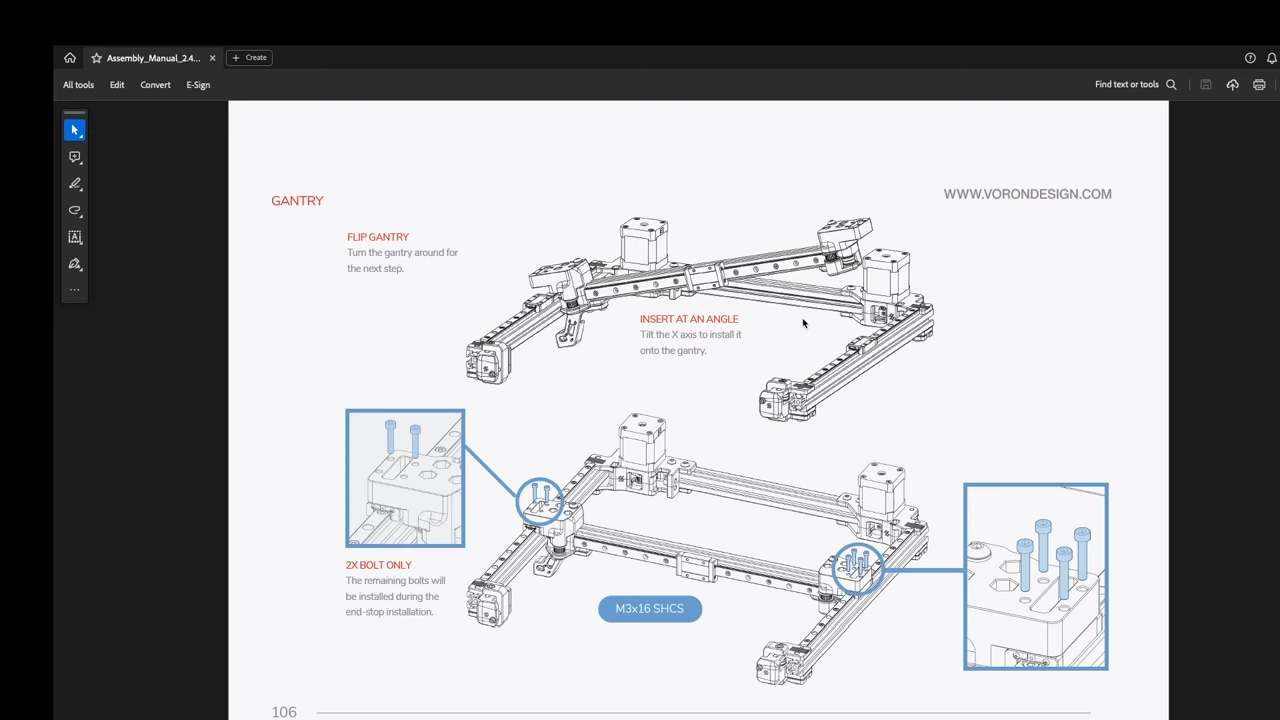 Assembly_Manual_2.4...
Create
All tools
Edit
Convert
E-Sign
Find text or tools
GANTRY
WWW.VORONDESIGN.COM
FLIP GANTRY
Turn the gantry around for
the next step.
INSERT AT AN ANGLE
Tilt the X axis to install it
onto the gantry.
2X BOLT ONLY
The remaining bolts will
be installed during the
end-stop installation.
M3x16 SHCS
106